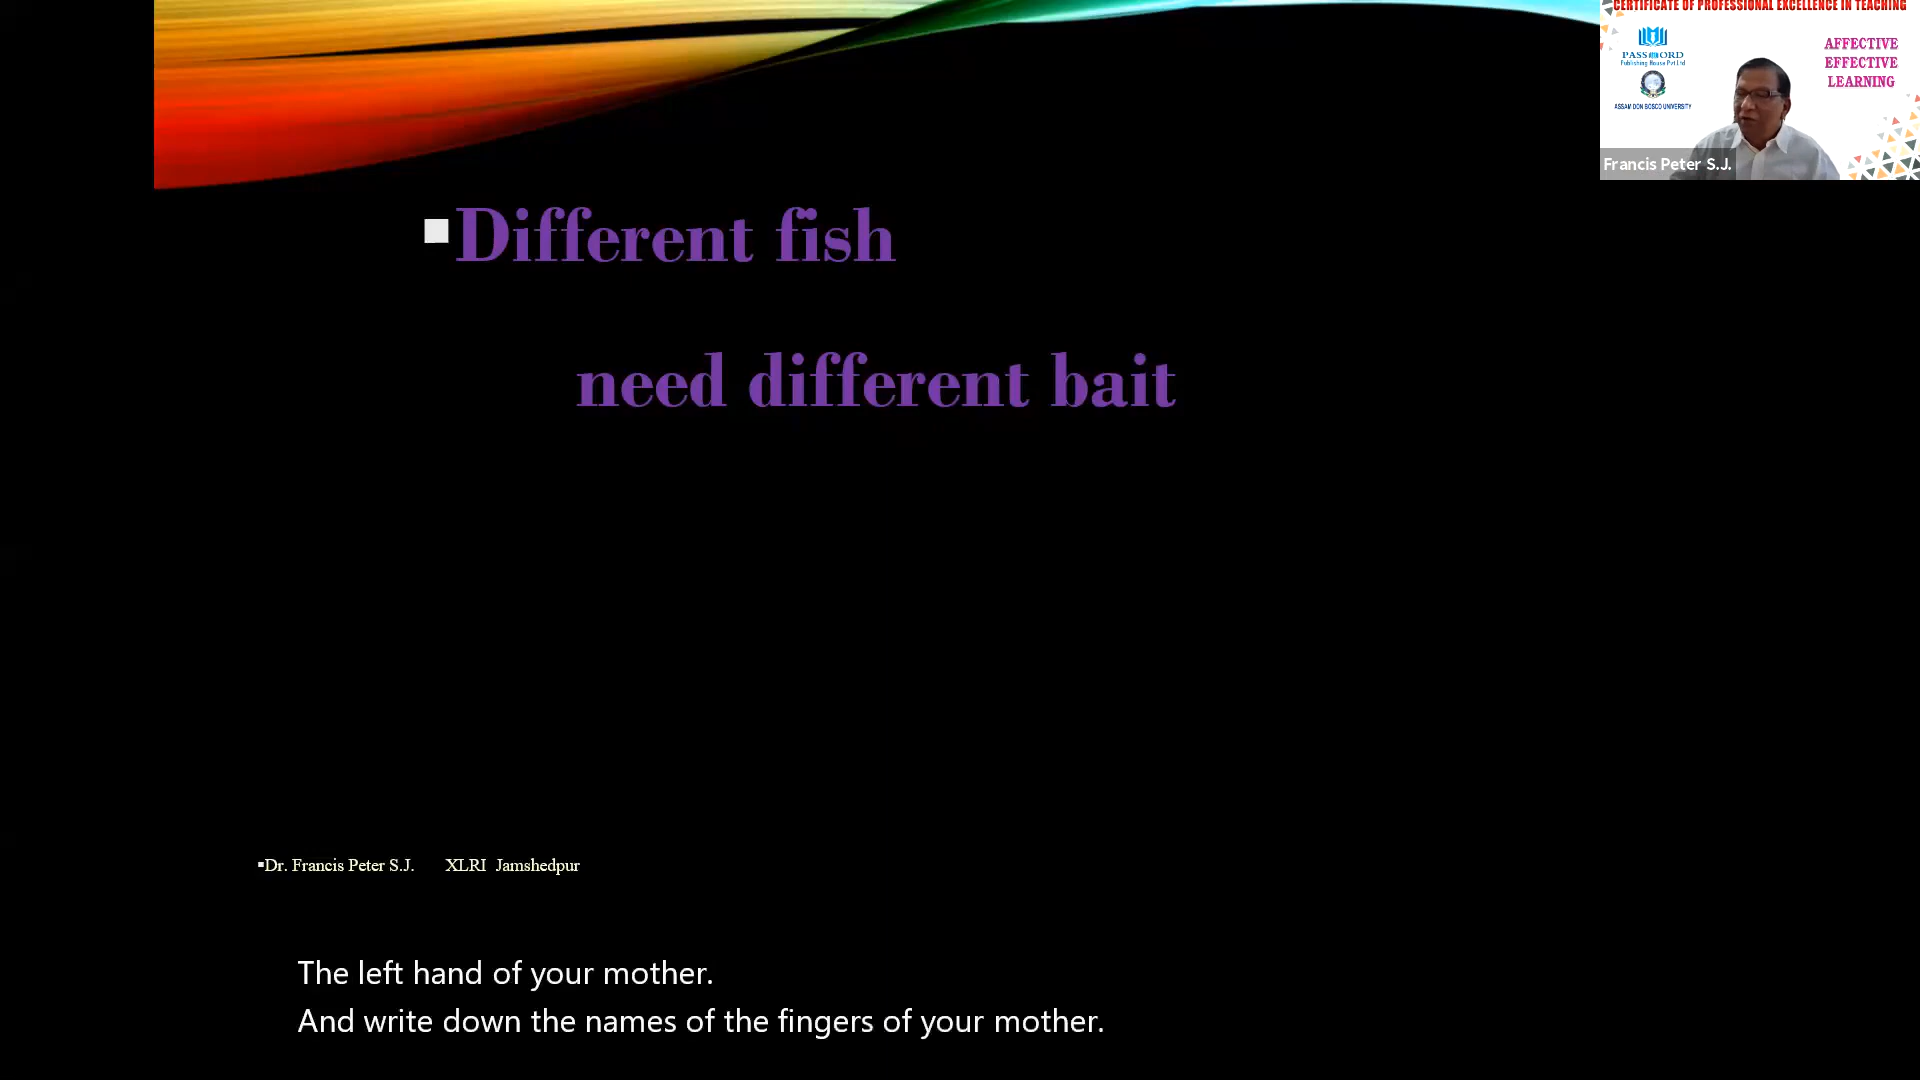 CERTIFICATE OF PROFESSIONAL EXCELLENCE IN TEACHING
PASSWORD
Publishing House Pvt Ltd
ASSAM DON BOSCO UNIVERSITY
AFFECTIVE
EFFECTIVE
LEARNING
Francis Peter S.J.
▪Different fish
need different bait
▪Dr. Francis Peter S.J. XLRI Jamshedpur
The left hand of your mother.
And write down the names of the fingers of your mother.